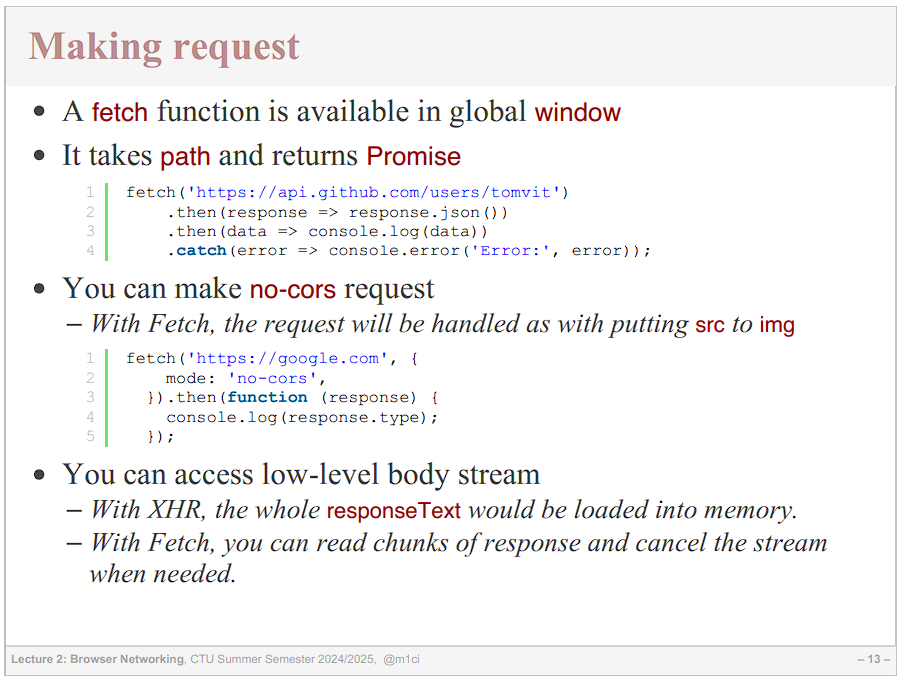 Making request
• A fetch function is available in global window
• It takes path and returns Promise
1 fetch('https://api.github.com/users/tomvit')
2     .then(response => response.json())
3     .then(data => console.log(data))
4     .catch(error => console.error('Error:', error));
• You can make no-cors request
– With Fetch, the request will be handled as with putting src to img
1 fetch('https://google.com', {
2     mode: 'no-cors',
3   }).then(function (response) {
4     console.log(response.type);
5   });
• You can access low-level body stream
– With XHR, the whole responseText would be loaded into memory.
– With Fetch, you can read chunks of response and cancel the stream
when needed.
Lecture 2: Browser Networking, CTU Summer Semester 2024/2025, @m1ci – 13 –